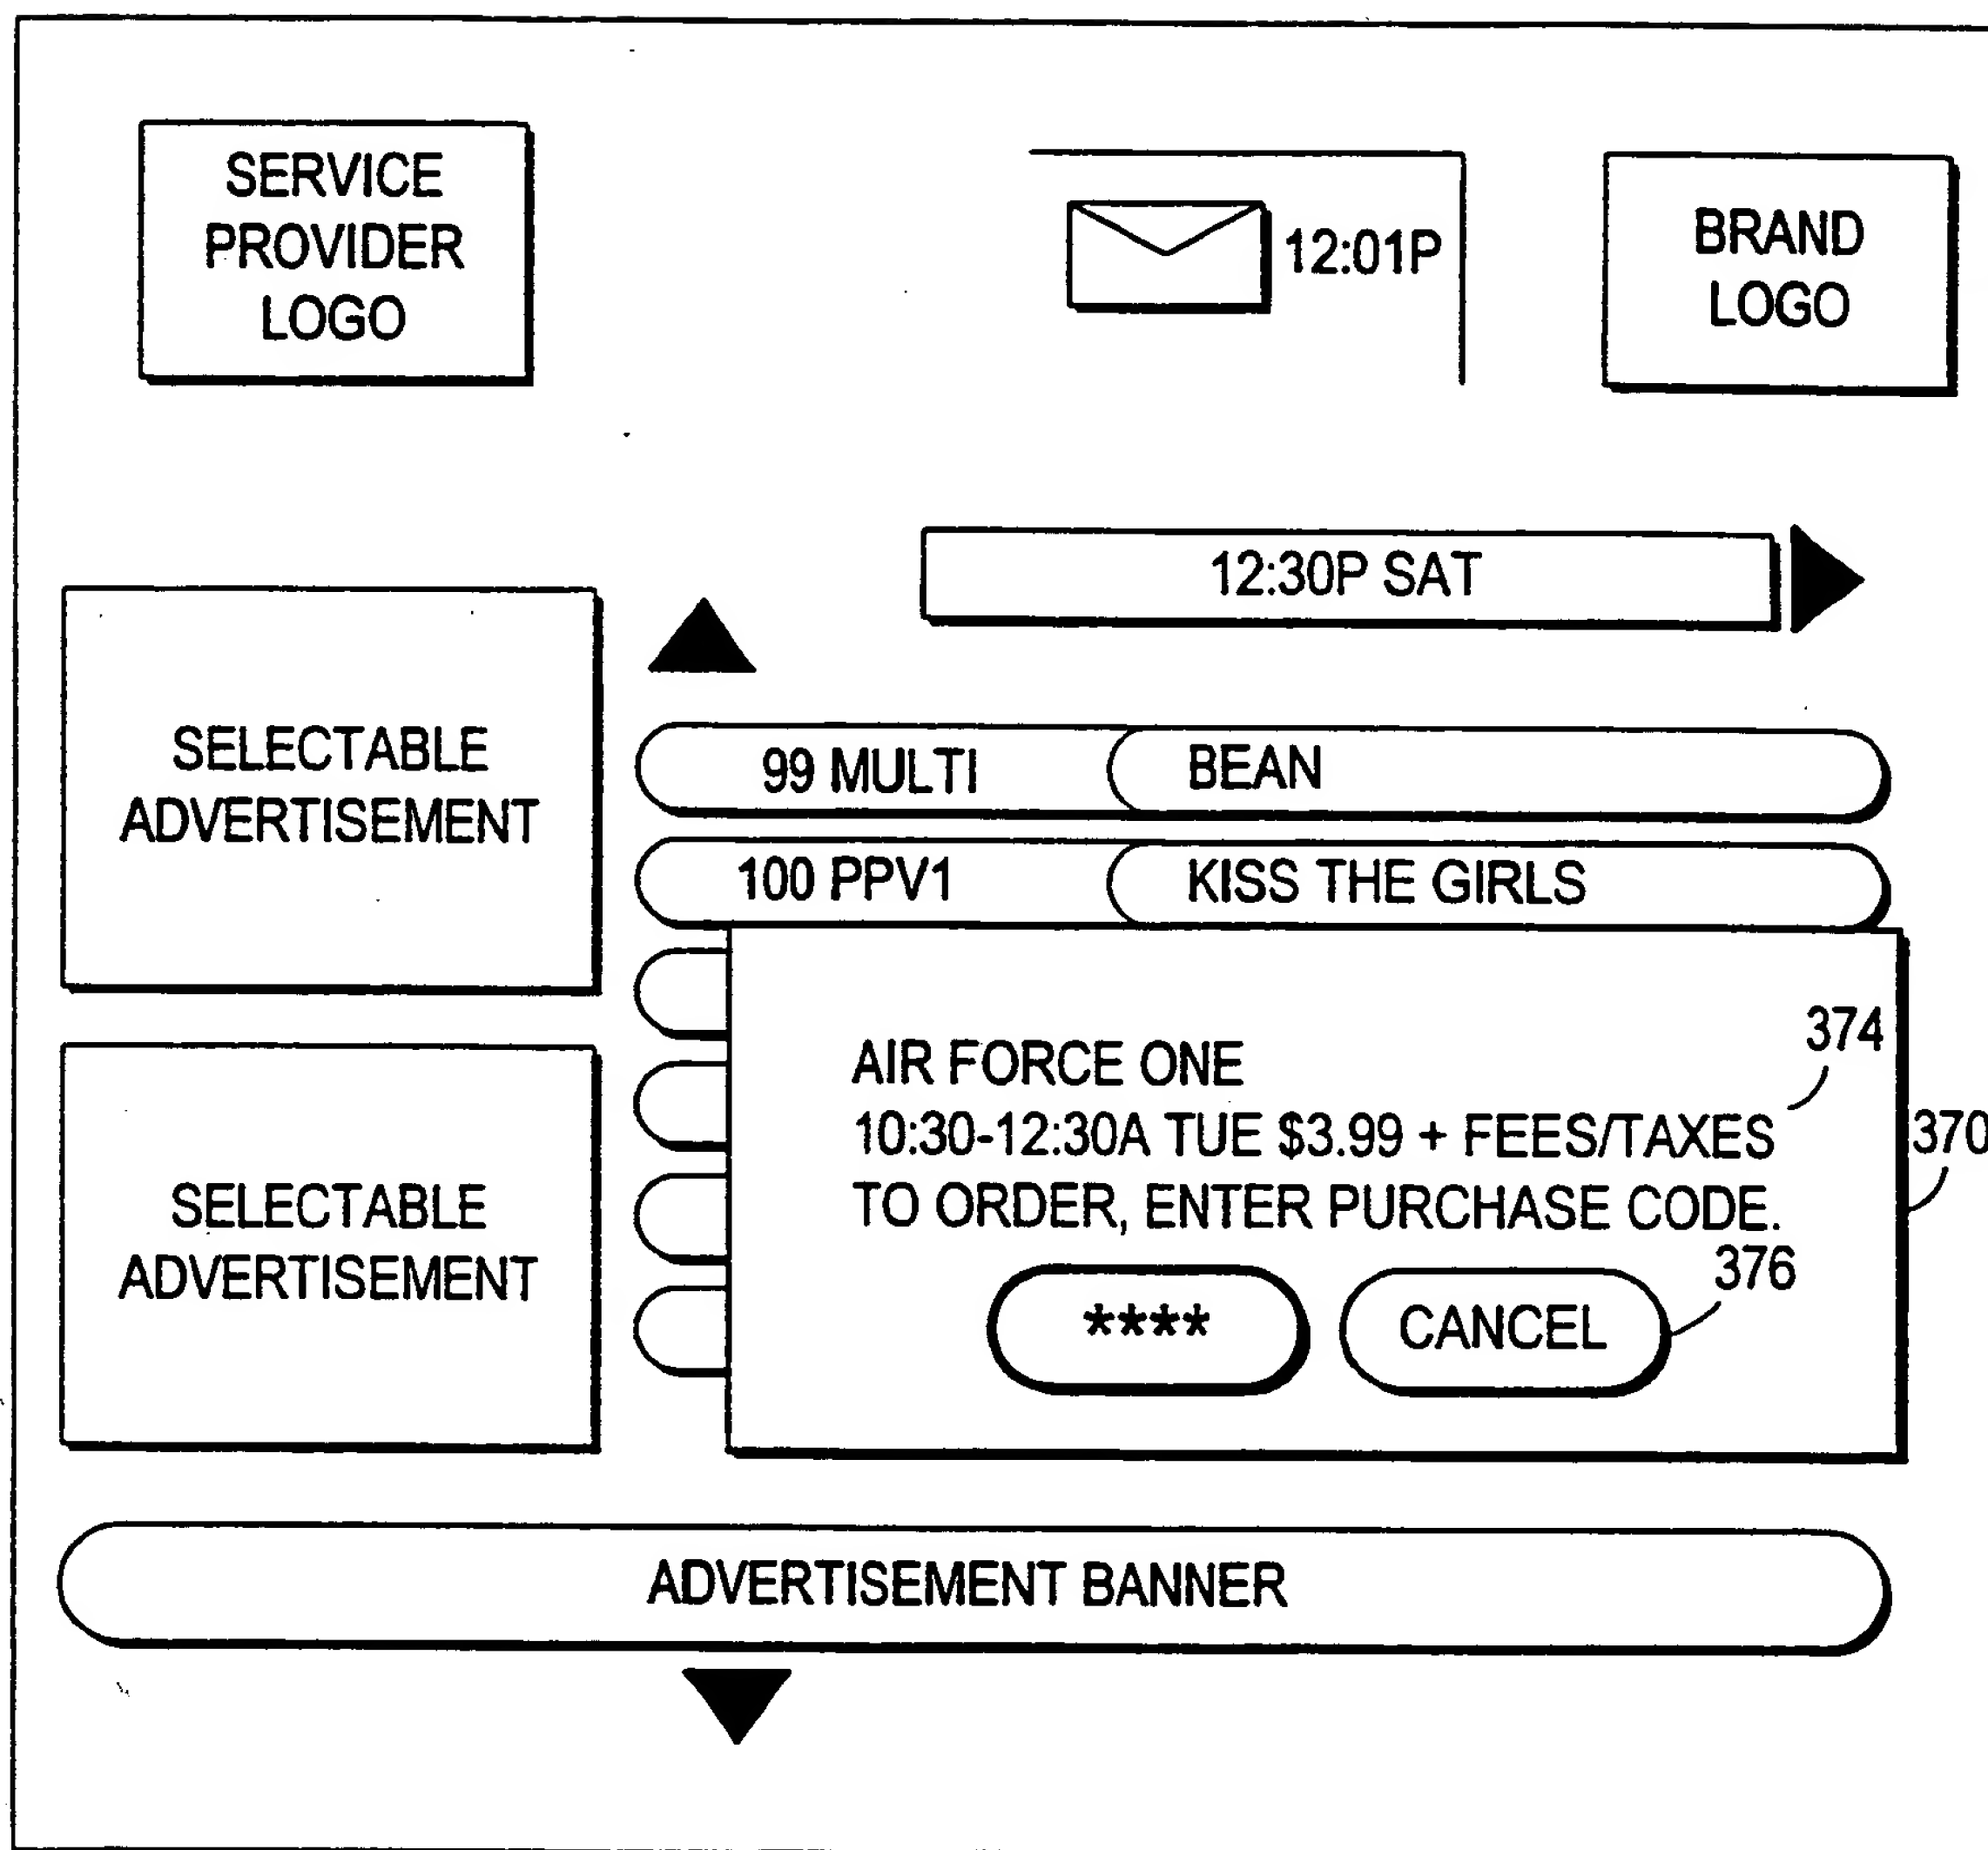 SERVICE
PROVIDER
LOGO
12:01P
BRAND
LOGO
12:30P SAT
SELECTABLE
ADVERTISEMENT
99 MULTI BEAN
100 PPV1 KISS THE GIRLS
374
AIR FORCE ONE
10:30-12:30A TUE $3.99 + FEES/TAXES
370
TO ORDER, ENTER PURCHASE CODE.
376
**** CANCEL
SELECTABLE
ADVERTISEMENT
ADVERTISEMENT BANNER